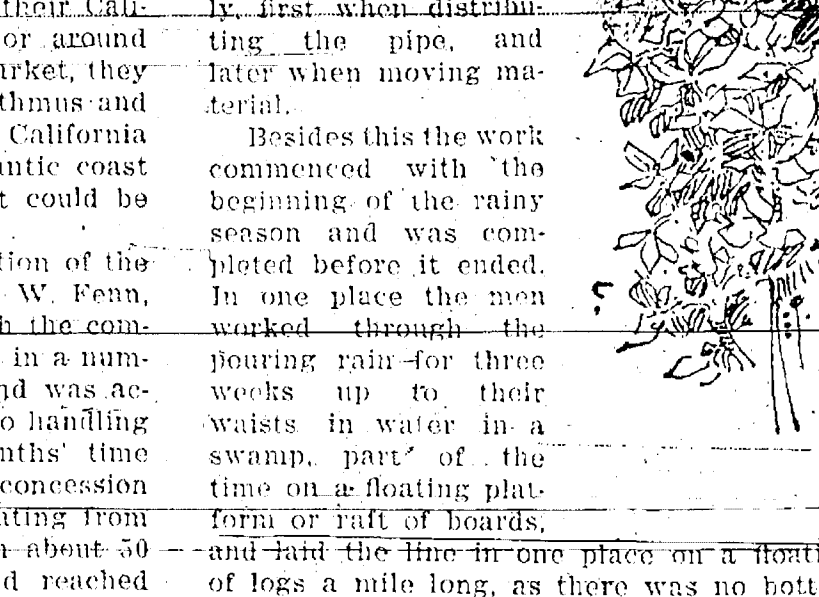 their Cali-
or around
arket, they
thmus and
California
antic coast
t could be
tion of the
W. Fenn,
h the com-
in a num-
nd was ac-
o handling
nths' time
concession
ating from
about 50
d reached
ly, first when distribu-
ting the pipe, and
later when moving ma-
terial.
Besides this the work
commenced with the
beginning of the rainy
season and was com-
pleted before it ended.
In one place the men
worked through the
pouring rain for three
weeks up to their
waists in water in a
swamp, part of the
time on a floating plat-
form or raft of boards,
and laid the line in one place on a floati
of logs a mile long, as there was no bott